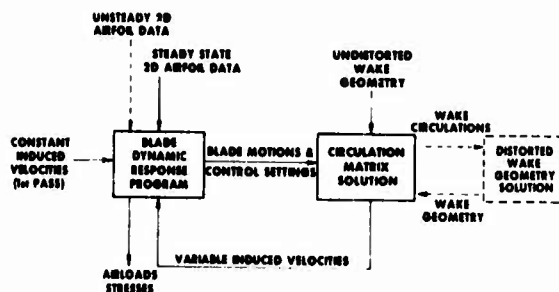 UNSTEADY 2D
AIRFOIL DATA
STEADY STATE
2D AIRFOIL DATA
UNDISTORTED
WAKE
GEOMETRY
WAKE
CIRCULATIONS
CONSTANT
INDUCED
VELOCITIES
(1st PASS)
BLADE
DYNAMIC
RESPONSE
PROGRAM
BLADE MOTIONS &
CONTROL SETTINGS
CIRCULATION
MATRIX
SOLUTION
DISTORTED
WAKE
GEOMETRY
SOLUTION
WAKE
GEOMETRY
VARIABLE INDUCED VELOCITIES
AIRLOADS
STRESSES